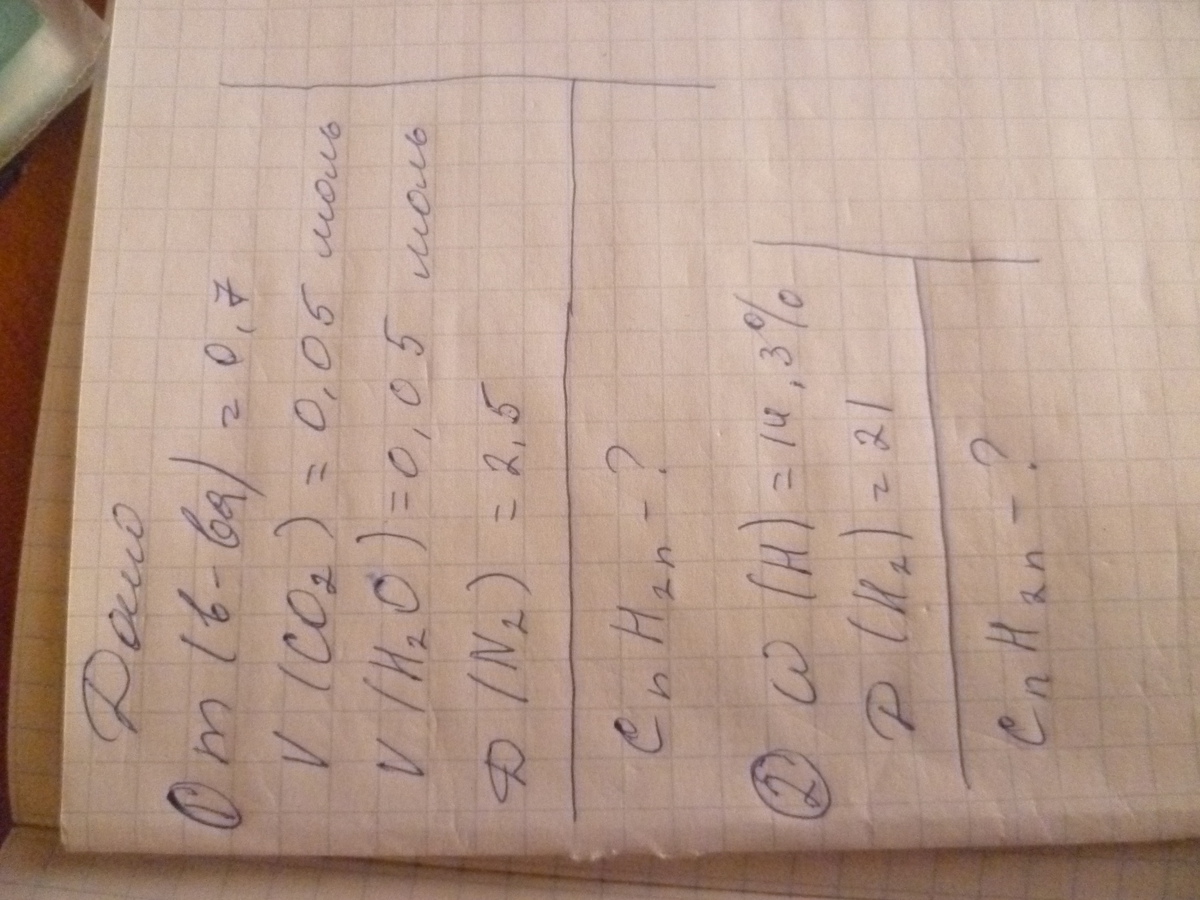 Дано
① m (в-ва) = 0,7
V (CO₂) = 0,05 моль
V (H₂O) = 0,05 моль
D (N₂) = 2,5
CnH₂n - ?
② W (H) = 14,3%
D (H₂) = 21
CnH₂n - ?